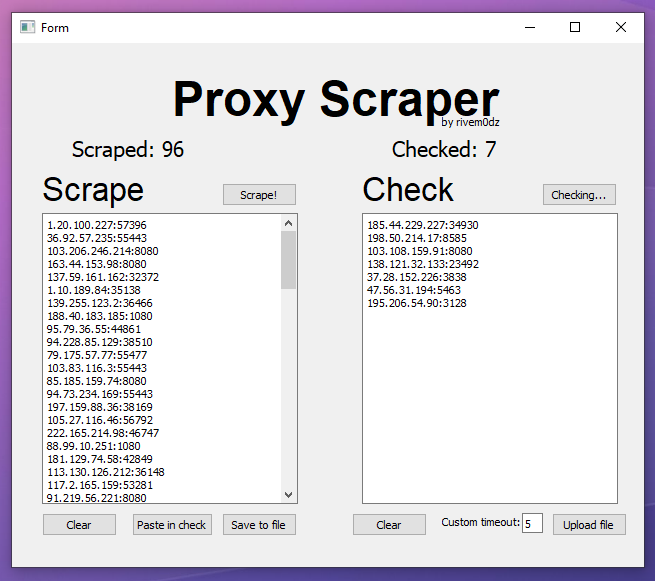 Form
Proxy Scraper
by rivem0dz
Scraped: 96
Checked: 7
Scrape
Scrape!
Check
Checking...
1.20.100.227:57396
36.92.57.235:55443
103.206.246.214:8080
163.44.153.98:8080
137.59.161.162:32372
1.10.189.84:35138
139.255.123.2:36466
188.40.183.185:1080
95.79.36.55:44861
94.228.85.129:38510
79.175.57.77:55477
103.83.116.3:55443
85.185.159.74:8080
94.73.234.169:55443
197.159.88.36:38169
105.27.116.46:56792
222.165.214.98:46747
88.99.10.251:1080
181.129.74.58:42849
113.130.126.212:36148
117.2.165.159:53281
91.219.56.221:8080
185.44.229.227:34930
198.50.214.17:8585
103.108.159.91:8080
138.121.32.133:23492
37.28.152.226:3838
47.56.31.194:5463
195.206.54.90:3128
Clear
Paste in check
Save to file
Clear
Custom timeout: 5
Upload file